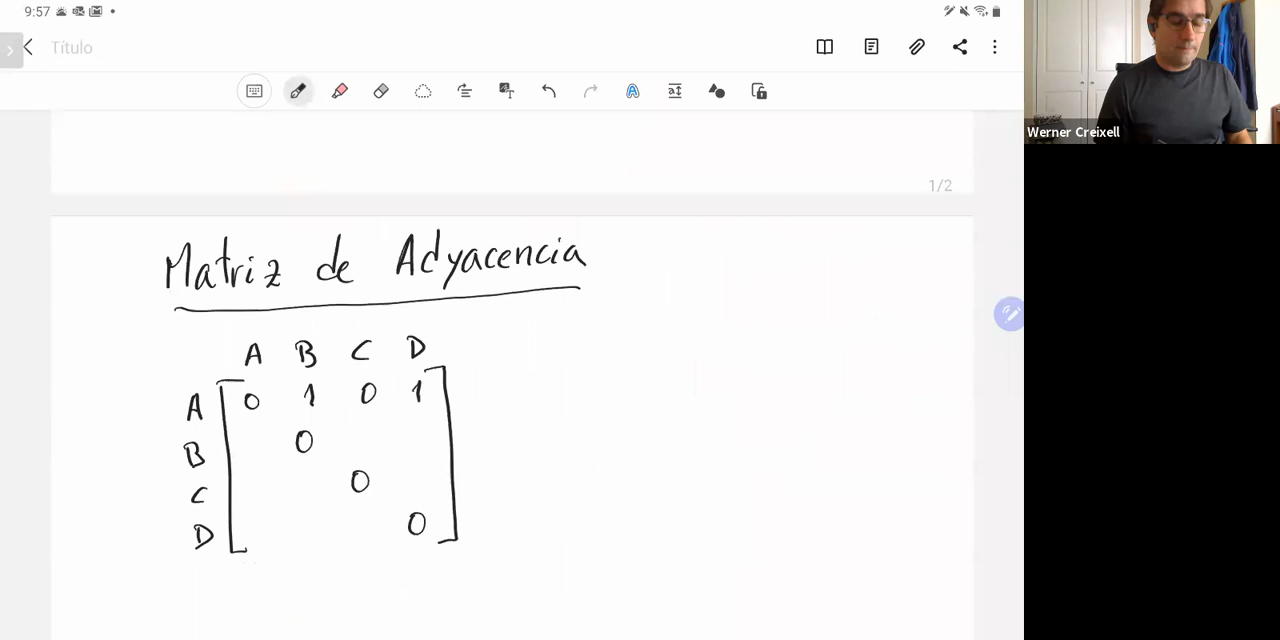 9:57
Título
Werner Creixell
1/2
Matriz de Adyacencia
A B C D
A 0 1 0 1
B 0
C 0
D 0